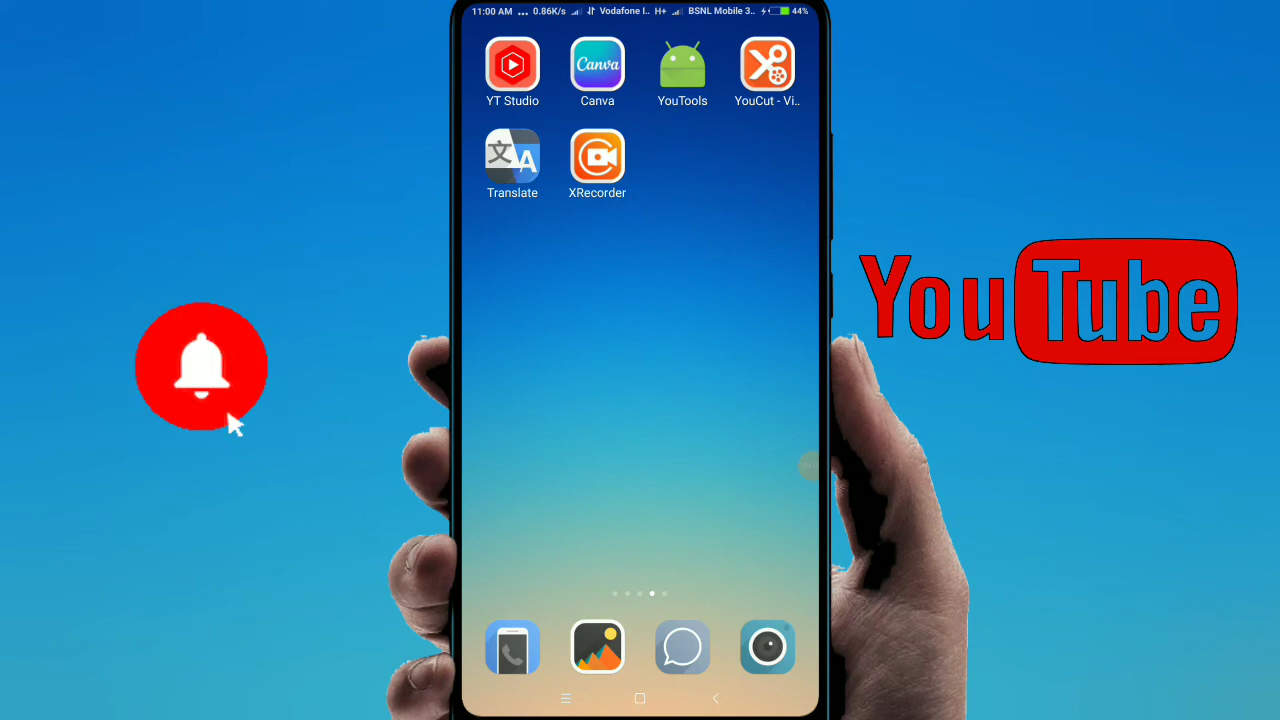 11:00 AM ... 0.86K/s Vodafone I.. H+ BSNL Mobile 3.. 44%
YT Studio
Canva
Canva
YouTools
YouCut - Vi..
文A
Translate
XRecorder
YouTube